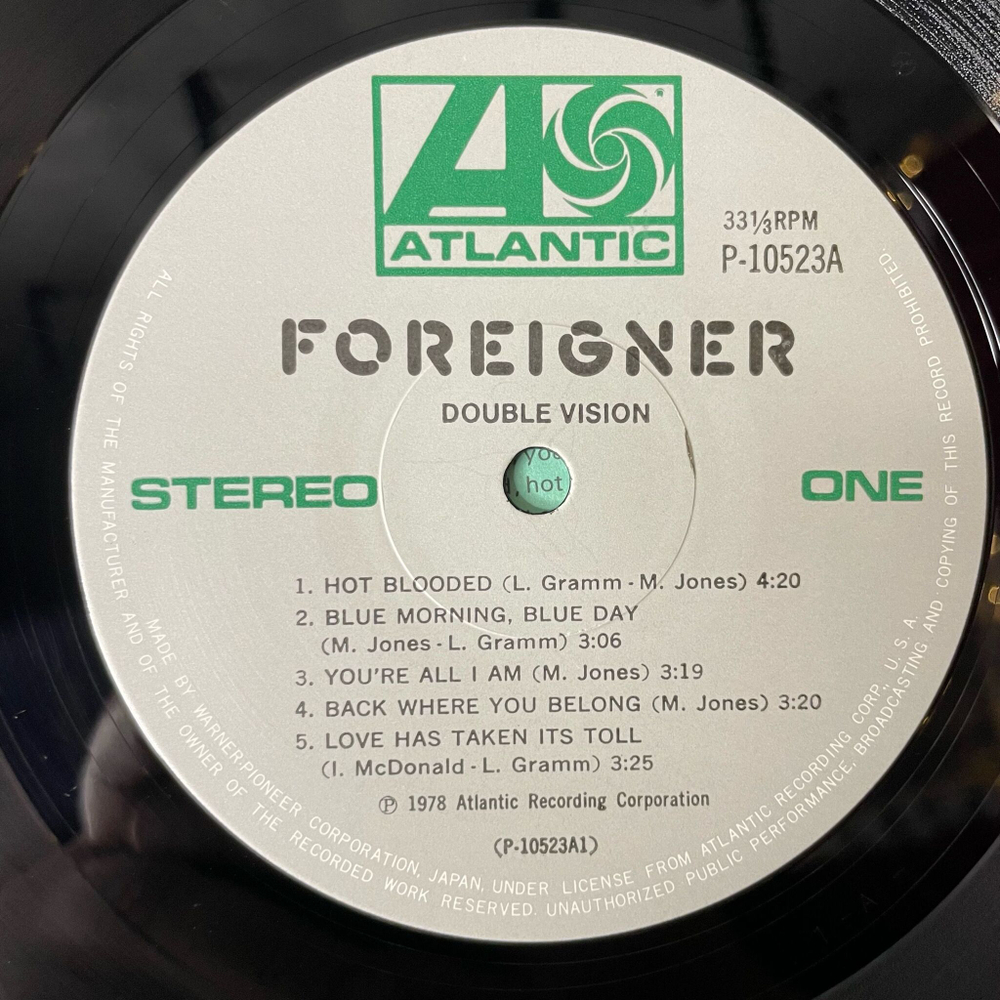 ATLANTIC
33⅓RPM
P-10523A
FOREIGNER
DOUBLE VISION
STEREO
ONE
you
, hot
1. HOT BLOODED (L. Gramm - M. Jones) 4:20
2. BLUE MORNING, BLUE DAY
(M. Jones - L. Gramm) 3:06
3. YOU'RE ALL I AM (M. Jones) 3:19
4. BACK WHERE YOU BELONG (M. Jones) 3:20
5. LOVE HAS TAKEN ITS TOLL
(I. McDonald - L. Gramm) 3:25
℗ 1978 Atlantic Recording Corporation
(P-10523A1)
MADE BY WARNER-PIONEER CORPORATION, JAPAN, UNDER LICENSE FROM ATLANTIC RECORDING CORP., U. S. A.
ALL RIGHTS OF THE MANUFACTURER AND OF THE OWNER OF THE RECORDED WORK RESERVED. UNAUTHORIZED PUBLIC PERFORMANCE, BROADCASTING AND COPYING OF THIS RECORD PROHIBITED.